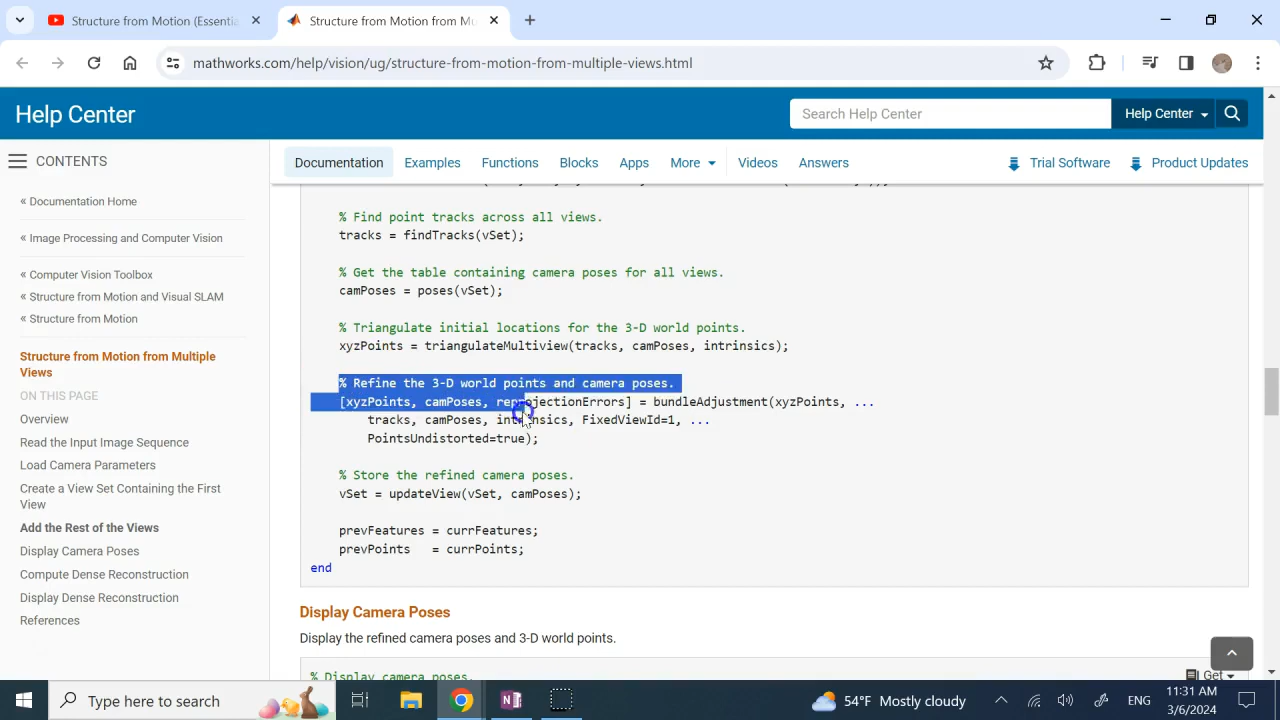 Structure from Motion (Essentia
Structure from Motion from Mu
mathworks.com/help/vision/ug/structure-from-motion-from-multiple-views.html
Help Center
Search Help Center
Help Center
CONTENTS
Documentation
Examples
Functions
Blocks
Apps
More
Videos
Answers
Trial Software
Product Updates
« Documentation Home
« Image Processing and Computer Vision
« Computer Vision Toolbox
« Structure from Motion and Visual SLAM
« Structure from Motion
Structure from Motion from Multiple
Views
ON THIS PAGE
Overview
Read the Input Image Sequence
Load Camera Parameters
Create a View Set Containing the First
View
Add the Rest of the Views
Display Camera Poses
Compute Dense Reconstruction
Display Dense Reconstruction
References
% Find point tracks across all views.
tracks = findTracks(vSet);
% Get the table containing camera poses for all views.
camPoses = poses(vSet);
% Triangulate initial locations for the 3-D world points.
xyzPoints = triangulateMultiview(tracks, camPoses, intrinsics);
% Refine the 3-D world points and camera poses.
[xyzPoints, camPoses, reprojectionErrors] = bundleAdjustment(xyzPoints, ...
tracks, camPoses, intrinsics, FixedViewId=1, ...
PointsUndistorted=true);
% Store the refined camera poses.
vSet = updateView(vSet, camPoses);
prevFeatures = currFeatures;
prevPoints   = currPoints;
end
Display Camera Poses
Display the refined camera poses and 3-D world points.
% Display camera poses.
Get
Type here to search
54°F Mostly cloudy
ENG
11:31 AM
3/6/2024